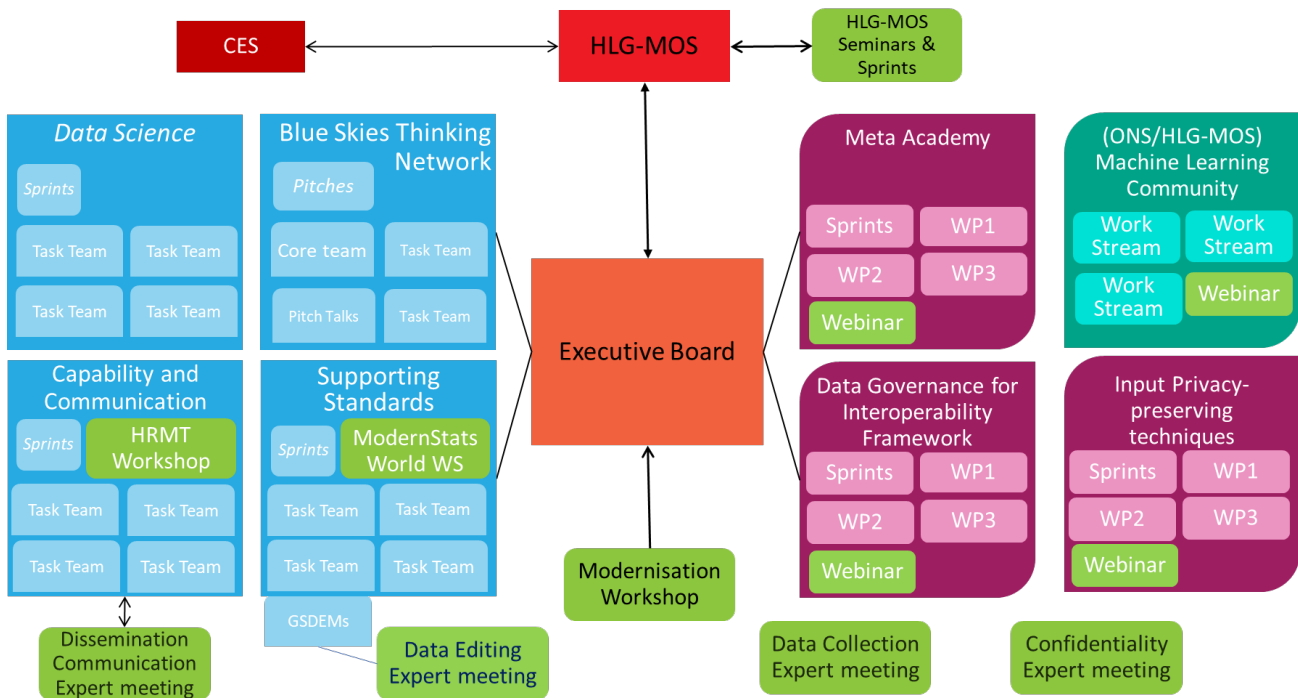 CES
HLG-MOS
HLG-MOS
Seminars &
Sprints
Data Science
Sprints
Task Team
Task Team
Task Team
Task Team
Blue Skies Thinking
Network
Pitches
Core team
Task Team
Pitch Talks
Task Team
Capability and
Communication
Sprints
HRMT
Workshop
Task Team
Task Team
Task Team
Task Team
Supporting
Standards
Sprints
ModernStats
World WS
Task Team
Task Team
Task Team
Task Team
GSDEMs
Executive Board
Modernisation
Workshop
Meta Academy
Sprints
WP1
WP2
WP3
Webinar
(ONS/HLG-MOS)
Machine Learning
Community
Work
Stream
Work
Stream
Work
Stream
Webinar
Data Governance for
Interoperability
Framework
Sprints
WP1
WP2
WP3
Webinar
Input Privacy-
preserving
techniques
Sprints
WP1
WP2
WP3
Webinar
Dissemination
Communication
Expert meeting
Data Editing
Expert meeting
Data Collection
Expert meeting
Confidentiality
Expert meeting